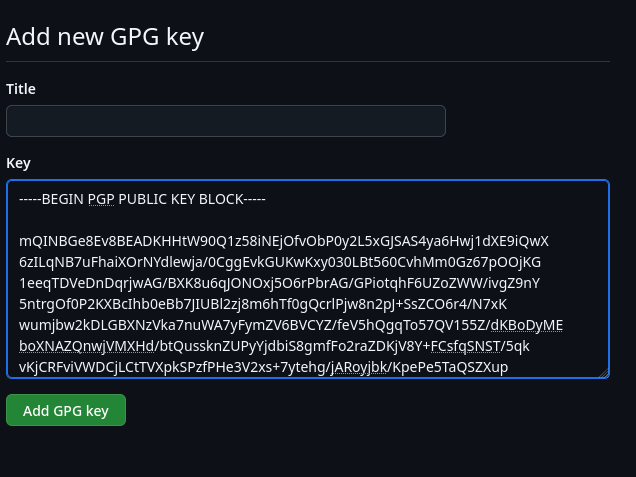 Add new GPG key
Title
Key
-----BEGIN PGP PUBLIC KEY BLOCK-----
mQINBGe8Ev8BEADKHHtW90Q1z58iNEjOfvObP0y2L5xGJSAS4ya6Hwj1dXE9iQwX
6zILqNB7uFhaiXOrNYdlewja/0CggEvkGUKwKxy030LBt560CvhMm0Gz67pOOjKG
1eeqTDVeDnDqrjwAG/BXK8u6qJONOxj5O6rPbrAG/GPiotqhF6UZoZWW/ivgZ9nY
5ntrgOf0P2KXBcIhb0eBb7JIUBl2zj8m6hTf0gQcrlPjw8n2pJ+SsZCO6r4/N7xK
wumjbw2kDLGBXNzVka7nuWA7yFymZV6BVCYZ/feV5hQgqTo57QV155Z/dKBoDyME
boXNAZQnwjVMXHd/btQussknZUPyYjdbiS8gmfFo2raZDKjV8Y+FCsfqSNST/5qk
vKjCRFviVWDCjLCtTVXpkSPzfPHe3V2xs+7ytehg/jARoyjbk/KpePe5TaQSZXup
Add GPG key